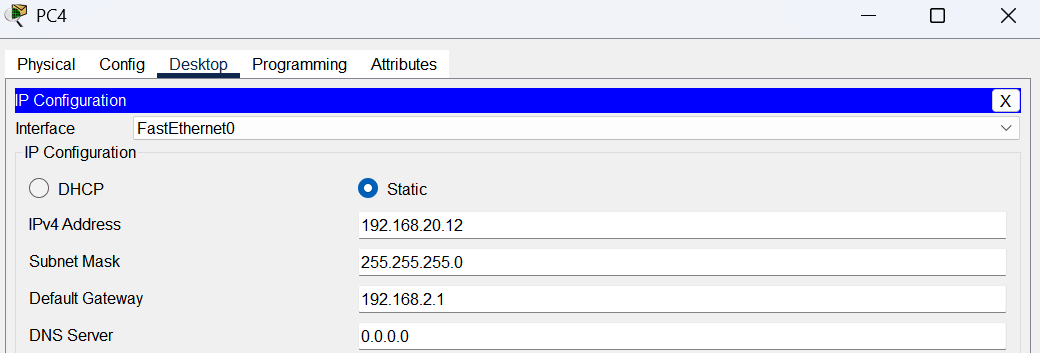 PC4
Physical Config Desktop Programming Attributes
IP Configuration X
Interface FastEthernet0
IP Configuration
DHCP Static
IPv4 Address 192.168.20.12
Subnet Mask 255.255.255.0
Default Gateway 192.168.2.1
DNS Server 0.0.0.0